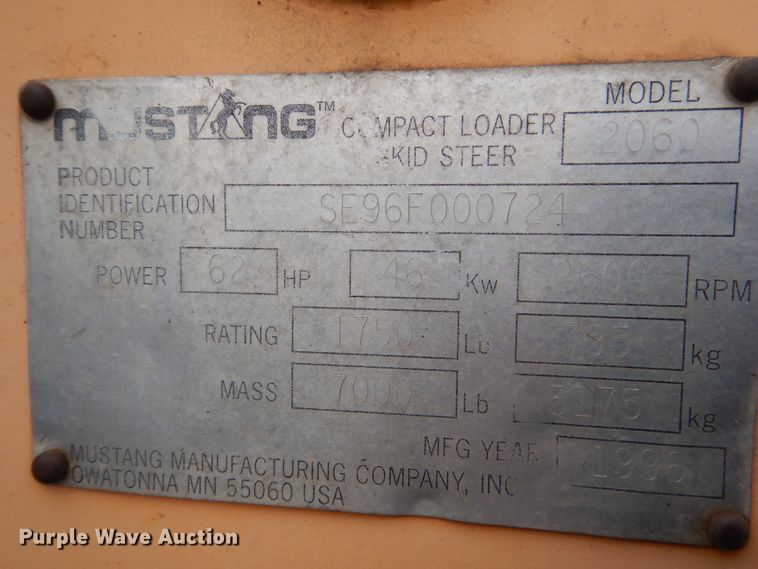 MUSTANG™ COMPACT LOADER MODEL
SKID STEER 2060
PRODUCT
IDENTIFICATION SE96F000724
NUMBER
POWER 62 HP 46 Kw 2600 RPM
RATING 1750 Lb 795 kg
MASS 7000 Lb 3175 kg
MFG YEAR 1996
MUSTANG MANUFACTURING COMPANY, INC
OWATONNA MN 55060 USA
Purple Wave Auction